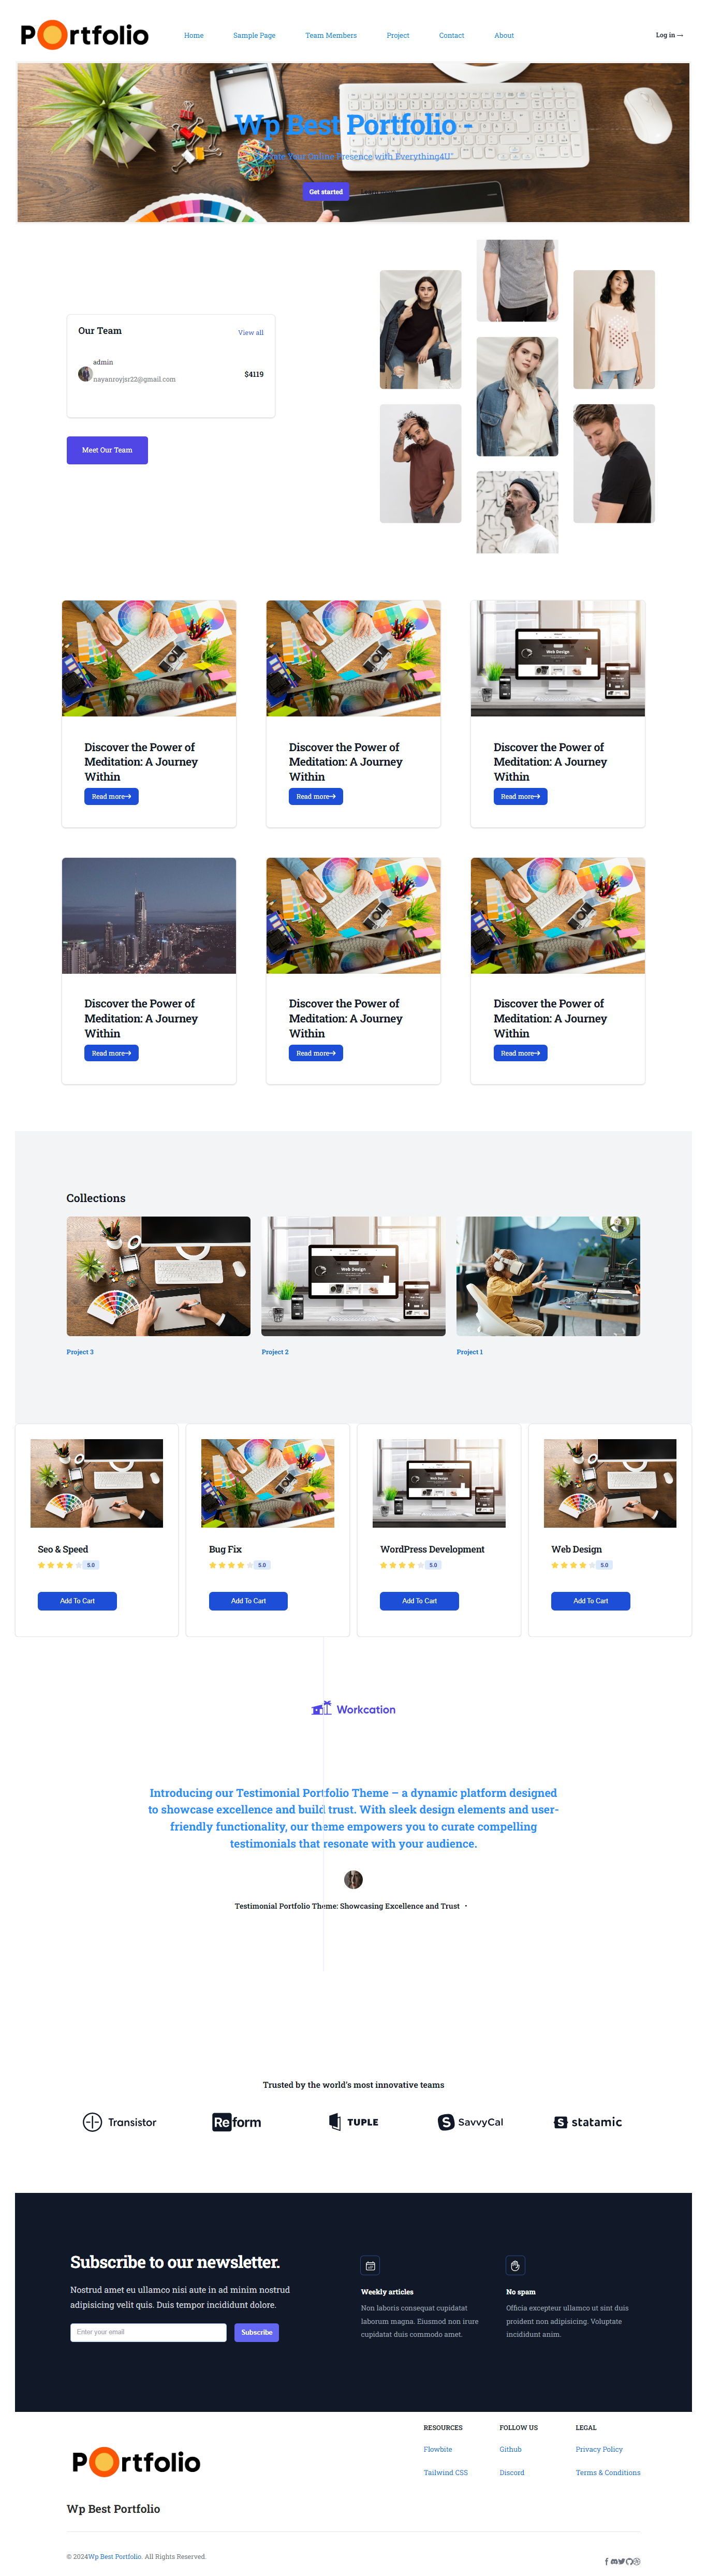 Portfolio
Home
Sample Page
Team Members
Project
Contact
About
Log in →
Wp Best Portfolio -
Your Online Presence with Everything4U"
Get started
Our Team
View all
admin
nayanroyjsr22@gmail.com
$4119
Meet Our Team
Web Design
Discover the Power of
Meditation: A Journey
Within
Read more→
Discover the Power of
Meditation: A Journey
Within
Read more→
Discover the Power of
Meditation: A Journey
Within
Read more→
Discover the Power of
Meditation: A Journey
Within
Read more→
Discover the Power of
Meditation: A Journey
Within
Read more→
Discover the Power of
Meditation: A Journey
Within
Read more→
Collections
Web Design
Project 3
Project 2
Project 1
Web Design
Seo & Speed
5.0
Add To Cart
Bug Fix
5.0
Add To Cart
WordPress Development
5.0
Add To Cart
Web Design
5.0
Add To Cart
Workcation
Introducing our Testimonial Portfolio Theme – a dynamic platform designed
to showcase excellence and build trust. With sleek design elements and user-
friendly functionality, our theme empowers you to curate compelling
testimonials that resonate with your audience.
Testimonial Portfolio Theme: Showcasing Excellence and Trust
Trusted by the world's most innovative teams
Transistor
Reform
TUPLE
SavvyCal
statamic
Subscribe to our newsletter.
Nostrud amet eu ullamco nisi aute in ad minim nostrud
adipisicing velit quis. Duis tempor incididunt dolore.
Enter your email
Subscribe
Weekly articles
Non laboris consequat cupidatat
laborum magna. Eiusmod non irure
cupidatat duis commodo amet.
No spam
Officia excepteur ullamco ut sint duis
proident non adipisicing. Voluptate
incididunt anim.
Portfolio
Wp Best Portfolio
RESOURCES
Flowbite
Tailwind CSS
FOLLOW US
Github
Discord
LEGAL
Privacy Policy
Terms & Conditions
© 2024Wp Best Portfolio. All Rights Reserved.